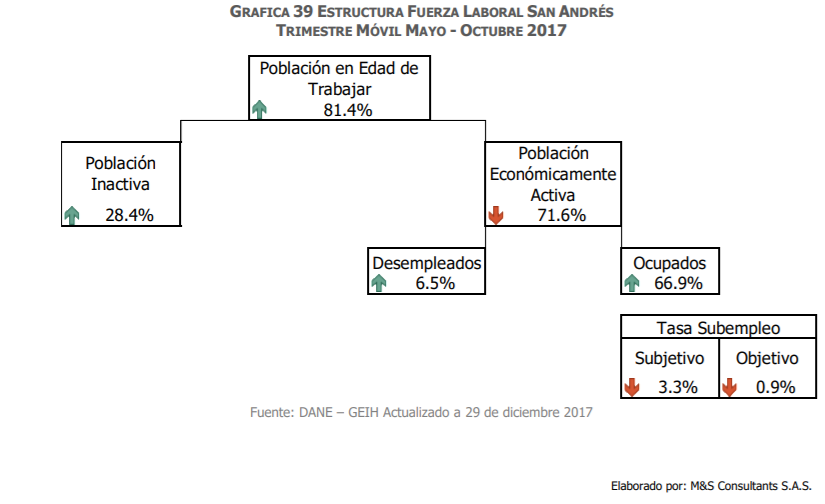 GRAFICA 39 ESTRUCTURA FUERZA LABORAL SAN ANDRÉS
TRIMESTRE MÓVIL MAYO - OCTUBRE 2017
Población en Edad de
Trabajar
81.4%
Población
Inactiva
28.4%
Población
Económicamente
Activa
71.6%
Desempleados
6.5%
Ocupados
66.9%
Tasa Subempleo
Subjetivo
3.3%
Objetivo
0.9%
Fuente: DANE – GEIH Actualizado a 29 de diciembre 2017
Elaborado por: M&S Consultants S.A.S.